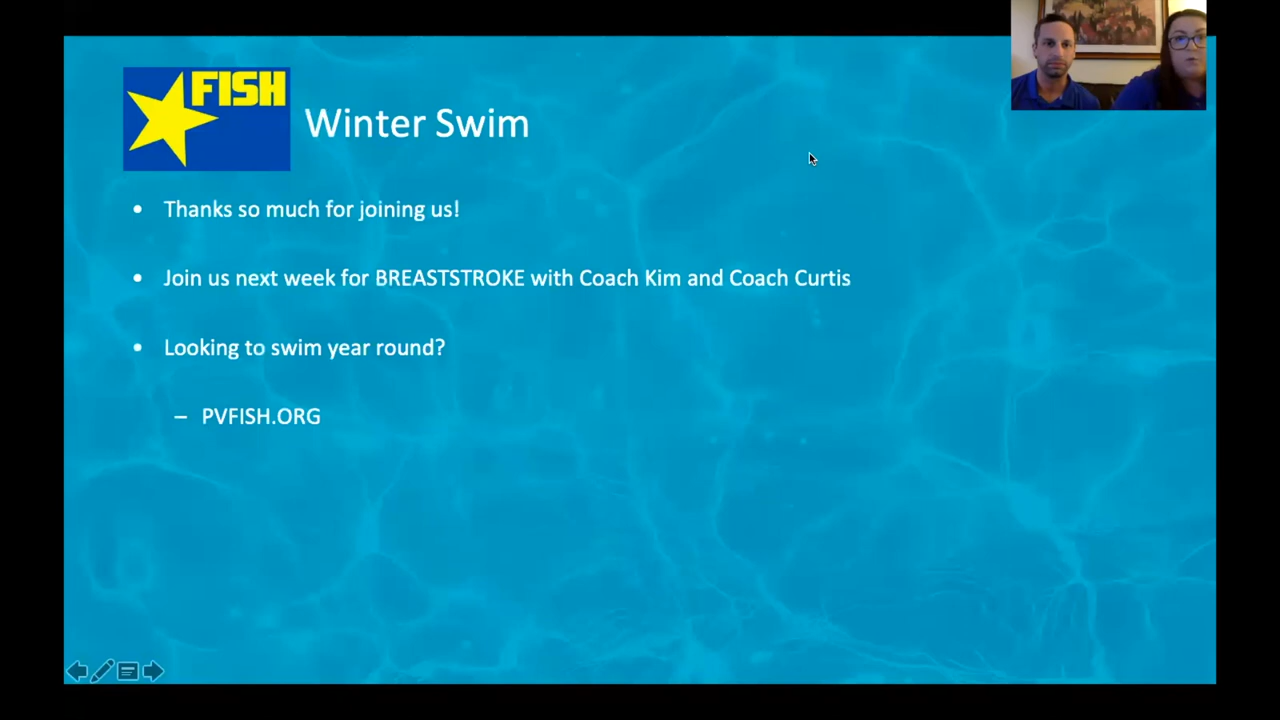 FISH
Winter Swim
• Thanks so much for joining us!
• Join us next week for BREASTSTROKE with Coach Kim and Coach Curtis
• Looking to swim year round?
– PVFISH.ORG